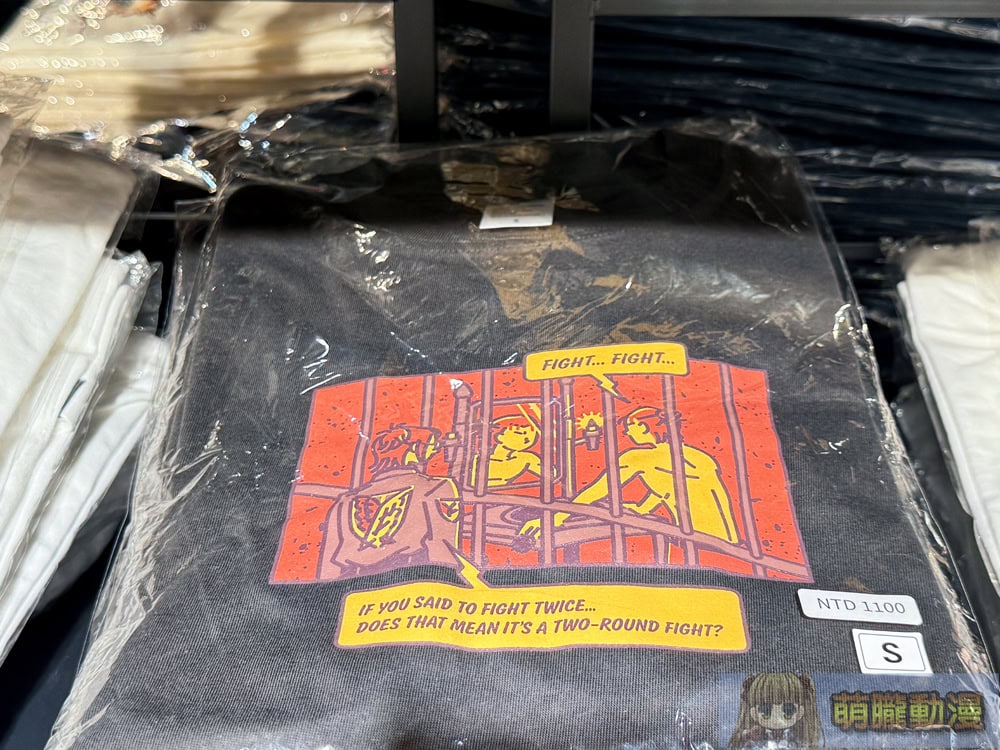 FIGHT... FIGHT...
IF YOU SAID TO FIGHT TWICE...
DOES THAT MEAN IT'S A TWO-ROUND FIGHT?
NTD 1100
S
萌朧動漫